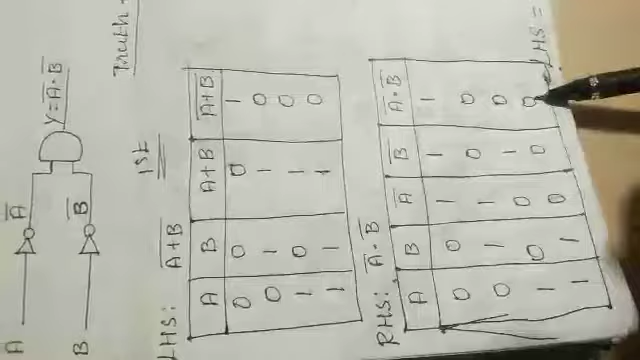 A
A̅
B
B̅
Y=A̅·B̅
Truth
1st
LHS: A̅+̅B̅
A B A+B A̅+̅B̅
0 0 0 1
0 1 1 0
1 0 1 0
1 1 1 0
RHS: A̅·B̅
A B A̅ B̅ A̅·B̅
0 0 1 1 1
0 1 1 0 0
1 0 0 1 0
1 1 0 0 0
LHS =